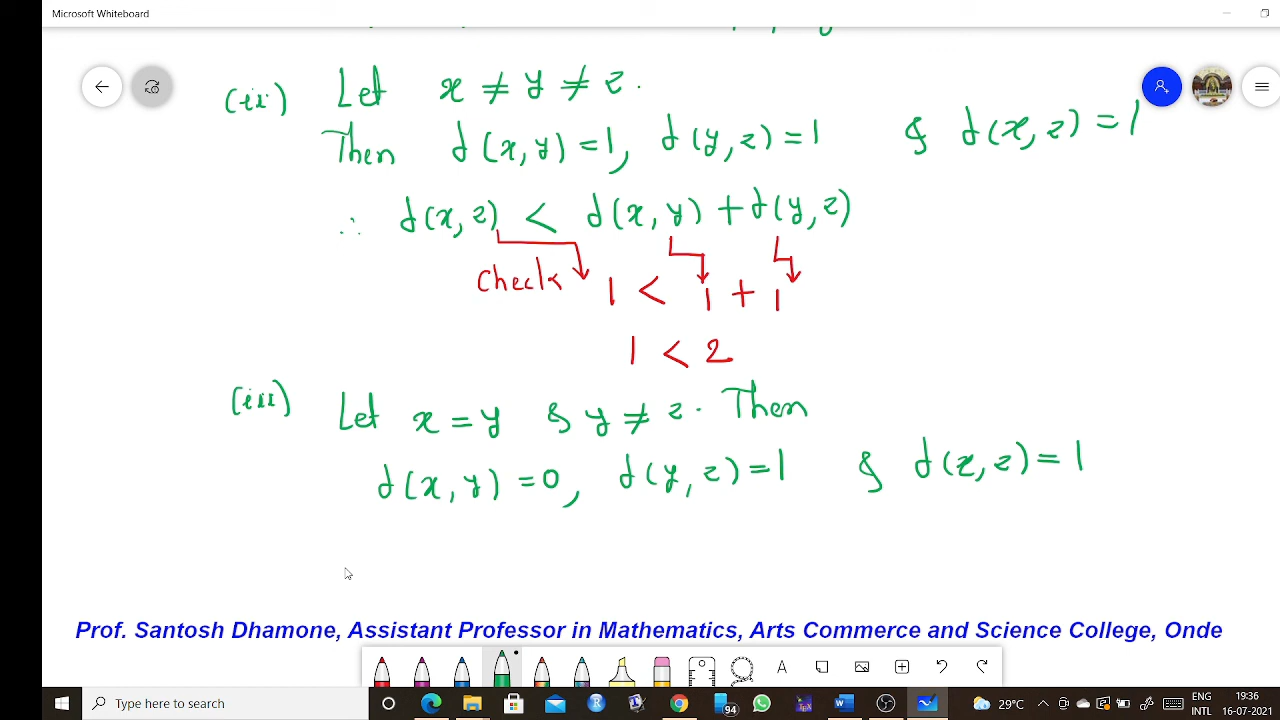 Microsoft Whiteboard
(ii) Let x ≠ y ≠ z.
Then d(x, y) = 1, d(y, z) = 1 & d(x, z) = 1
∴ d(x, z) < d(x, y) + d(y, z)
Check 1 < 1 + 1
1 < 2
(iii) Let x = y & y ≠ z. Then
d(x, y) = 0, d(y, z) = 1 & d(x, z) = 1
Prof. Santosh Dhamone, Assistant Professor in Mathematics, Arts Commerce and Science College, Onde
A
Type here to search
94
29°C
ENG
INTL
19:36
16-07-2021